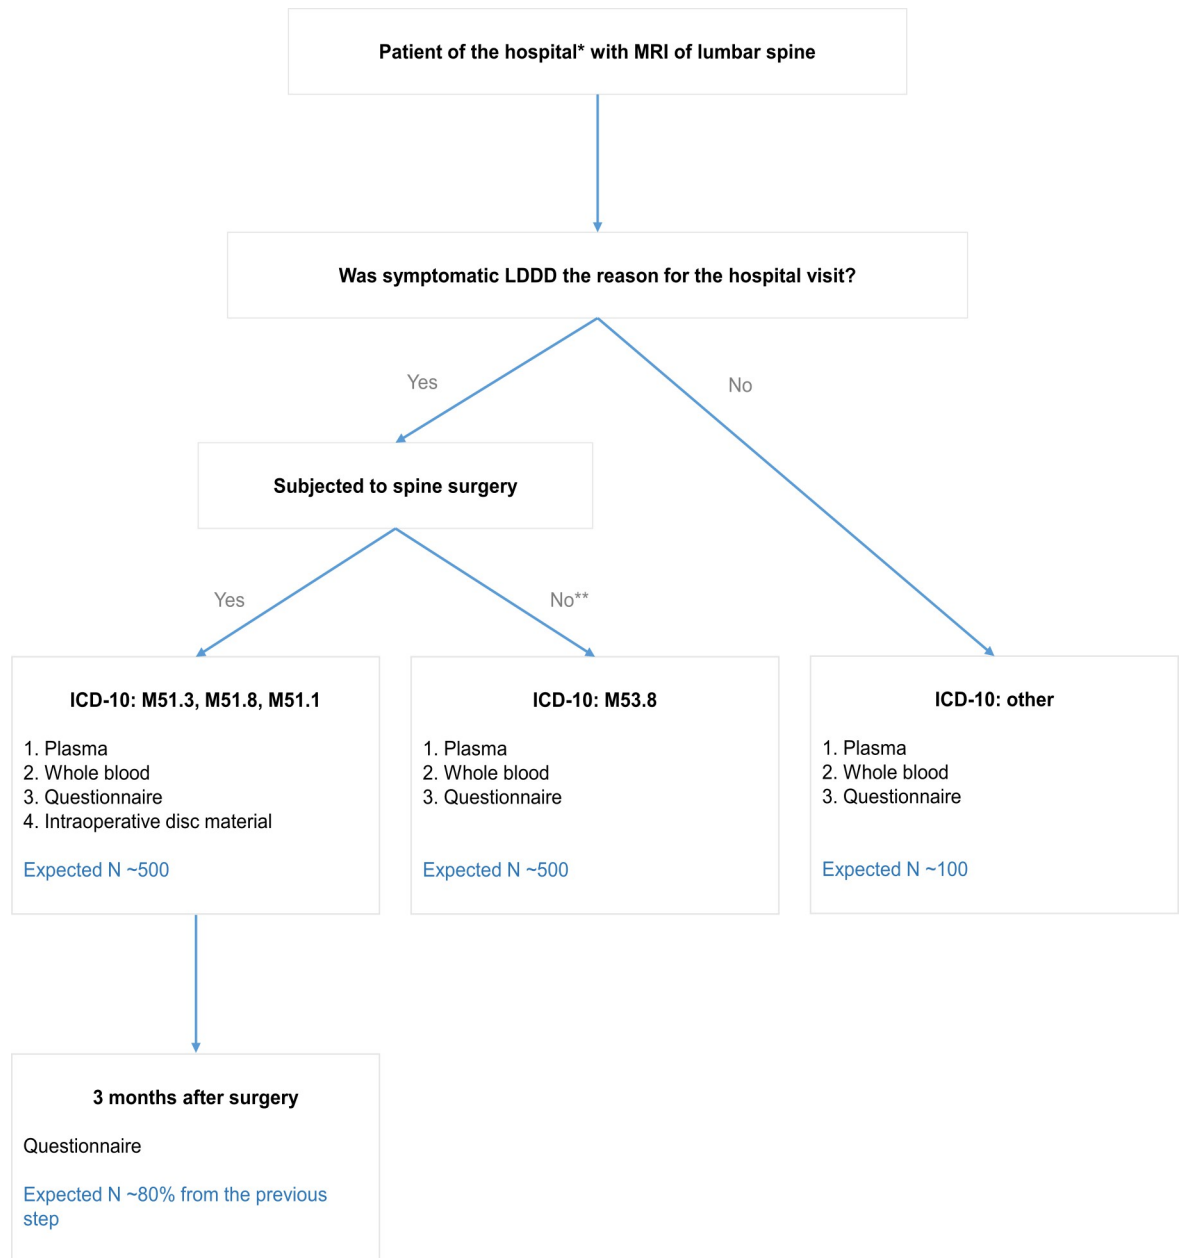 Patient of the hospital* with MRI of lumbar spine
Was symptomatic LDDD the reason for the hospital visit?
Yes
No
Subjected to spine surgery
Yes
No**
ICD-10: M51.3, M51.8, M51.1
1. Plasma
2. Whole blood
3. Questionnaire
4. Intraoperative disc material
Expected N ~500
ICD-10: M53.8
1. Plasma
2. Whole blood
3. Questionnaire
Expected N ~500
ICD-10: other
1. Plasma
2. Whole blood
3. Questionnaire
Expected N ~100
3 months after surgery
Questionnaire
Expected N ~80% from the previous
step